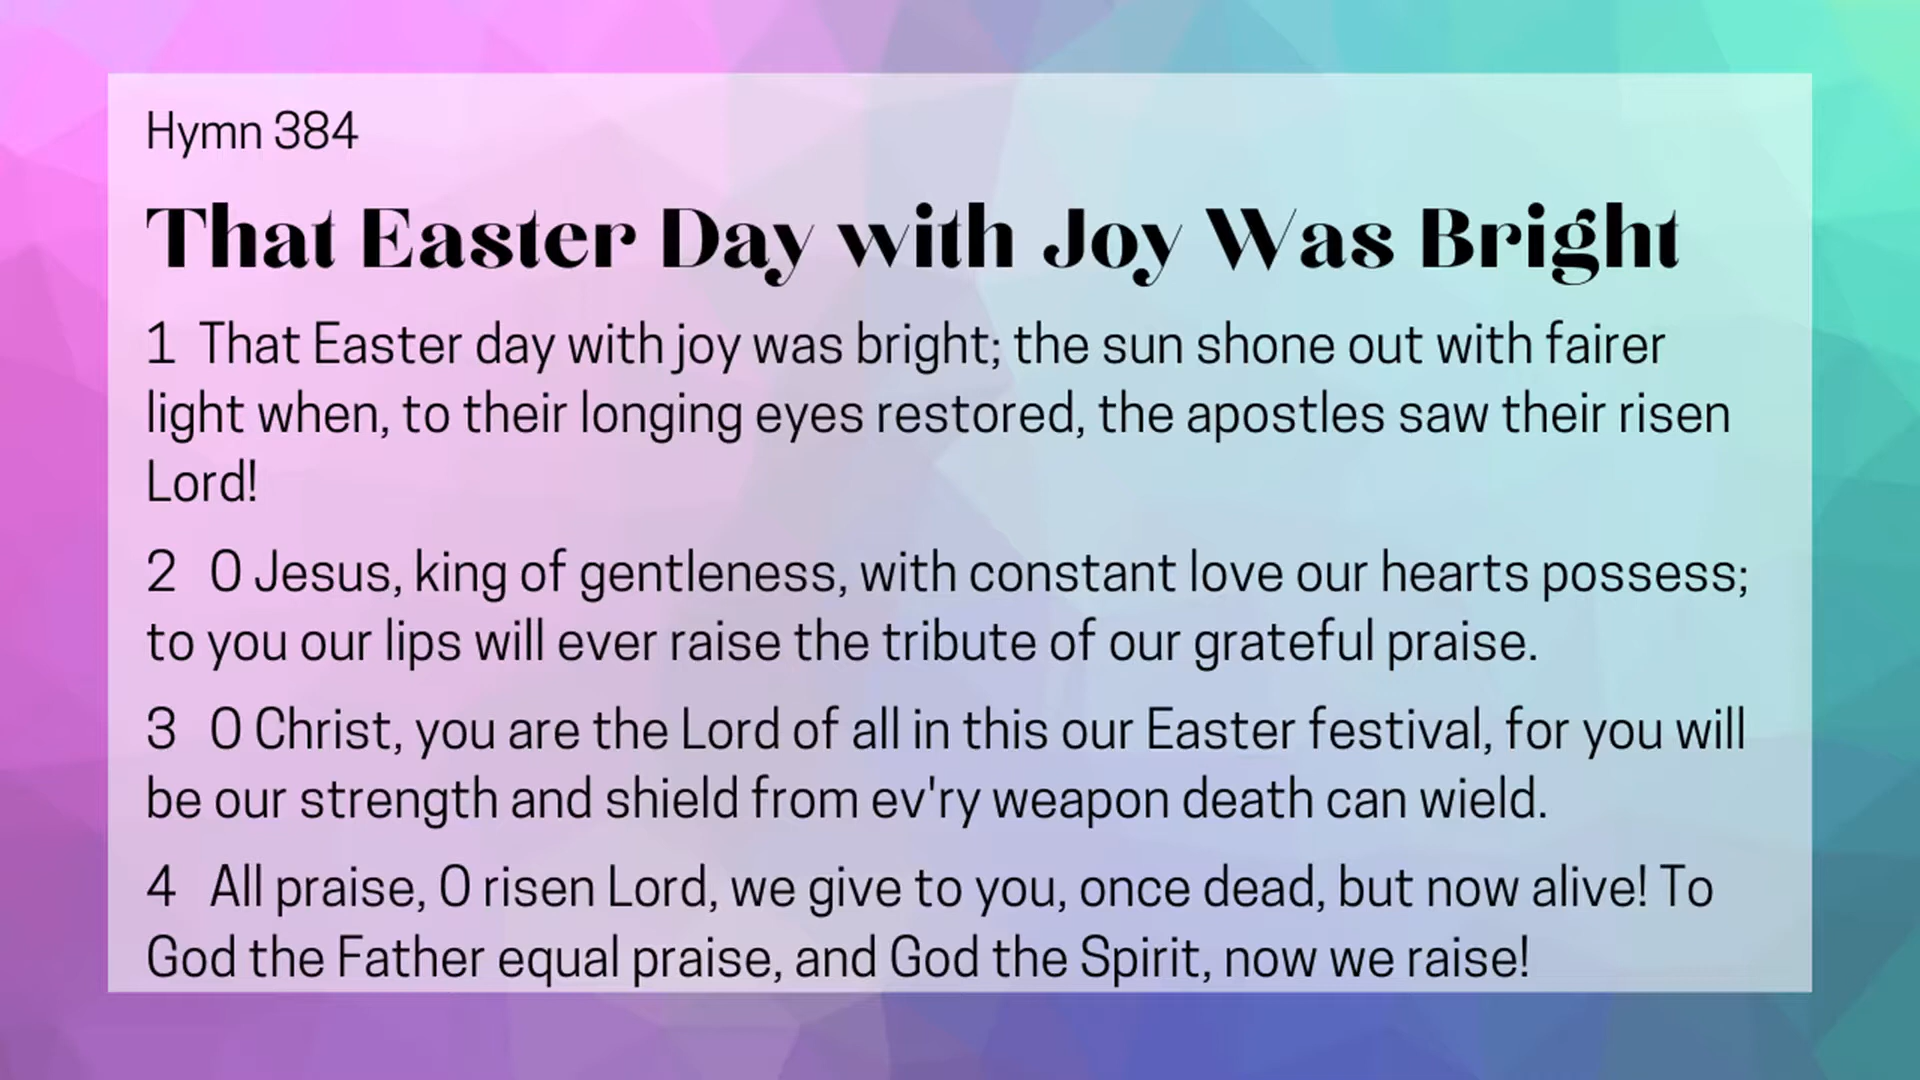 Hymn 384
That Easter Day with Joy Was Bright
1 That Easter day with joy was bright; the sun shone out with fairer
light when, to their longing eyes restored, the apostles saw their risen
Lord!
2 O Jesus, king of gentleness, with constant love our hearts possess;
to you our lips will ever raise the tribute of our grateful praise.
3 O Christ, you are the Lord of all in this our Easter festival, for you will
be our strength and shield from ev'ry weapon death can wield.
4 All praise, O risen Lord, we give to you, once dead, but now alive! To
God the Father equal praise, and God the Spirit, now we raise!